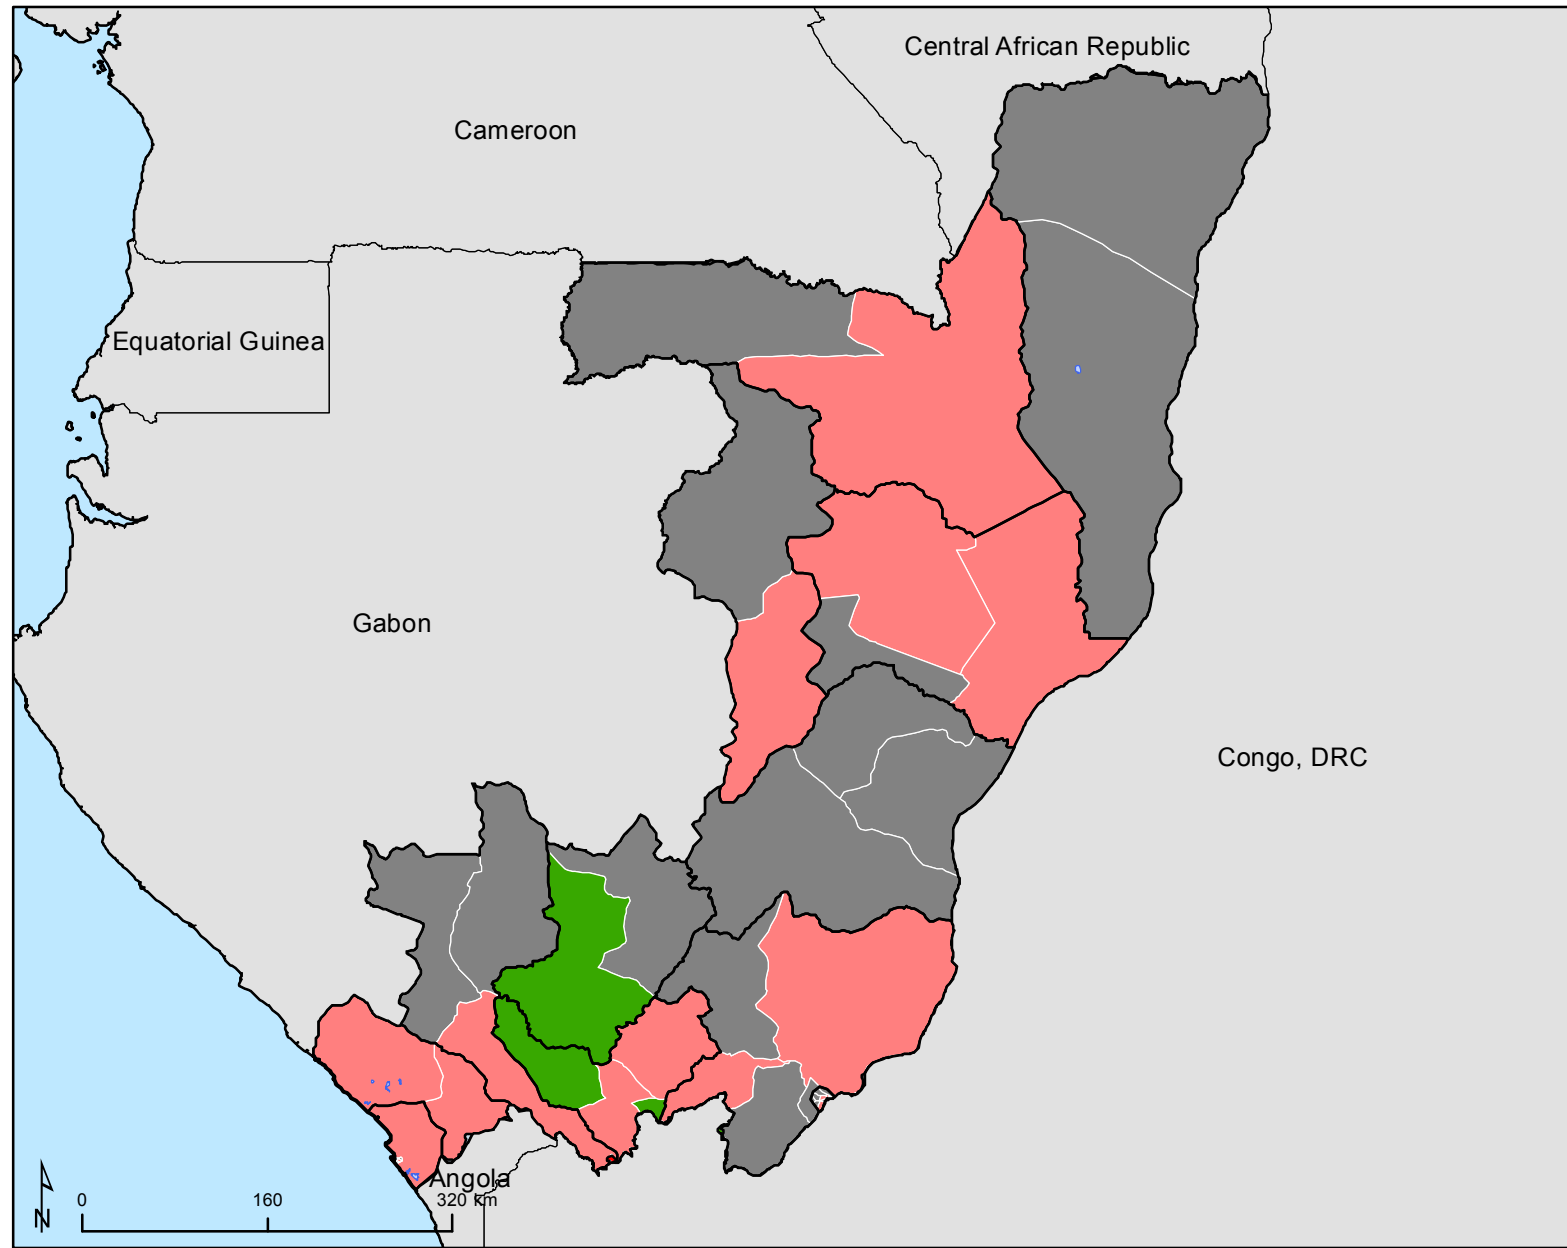 Central African Republic
Cameroon
Equatorial Guinea
Gabon
Congo, DRC
Angola
0 160 320 km
N